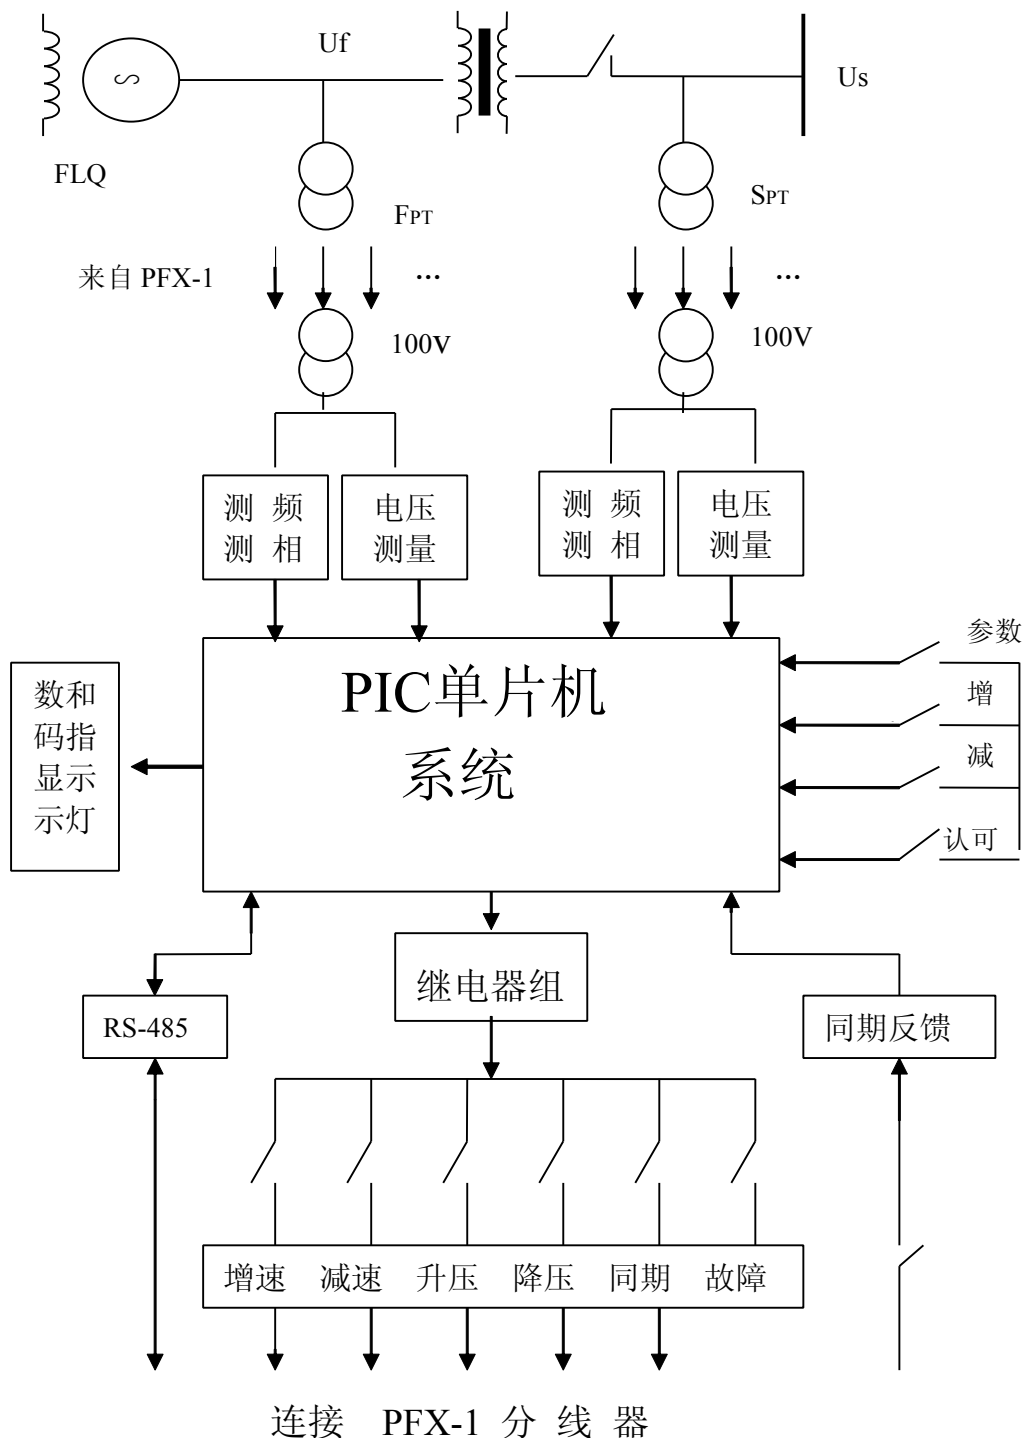 Uf
Us
FLQ
FPT
SPT
来自 PFX-1
...
...
100V
100V
测 频
测 相
电压
测量
测 频
测 相
电压
测量
PIC单片机
系统
参数
增
减
认可
数和
码指
显示
示灯
继电器组
RS-485
同期反馈
增速 减速 升压 降压 同期 故障
连接 PFX-1 分 线 器